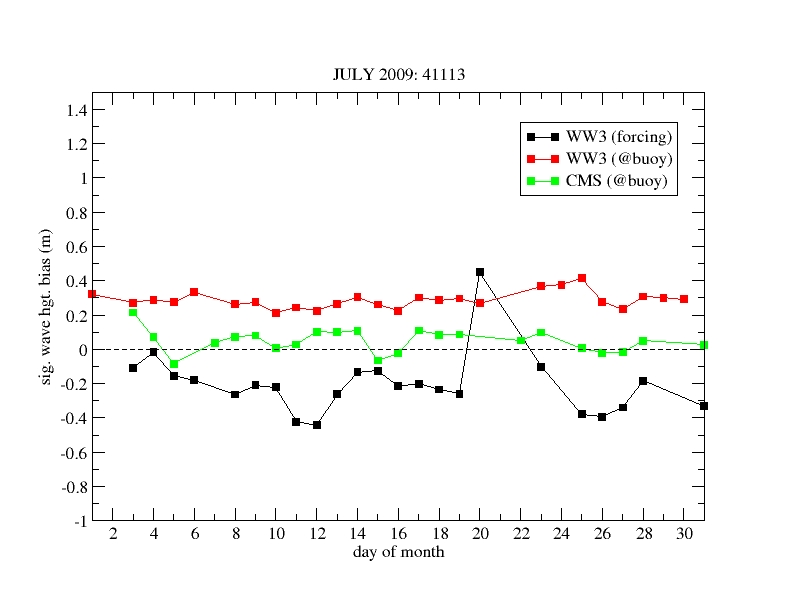 JULY 2009: 41113
1.4
1.2
1
0.8
0.6
0.4
0.2
0
-0.2
-0.4
-0.6
-0.8
-1
sig. wave hgt. bias (m)
WW3 (forcing)
WW3 (@buoy)
CMS (@buoy)
2 4 6 8 10 12 14 16 18 20 22 24 26 28 30
day of month